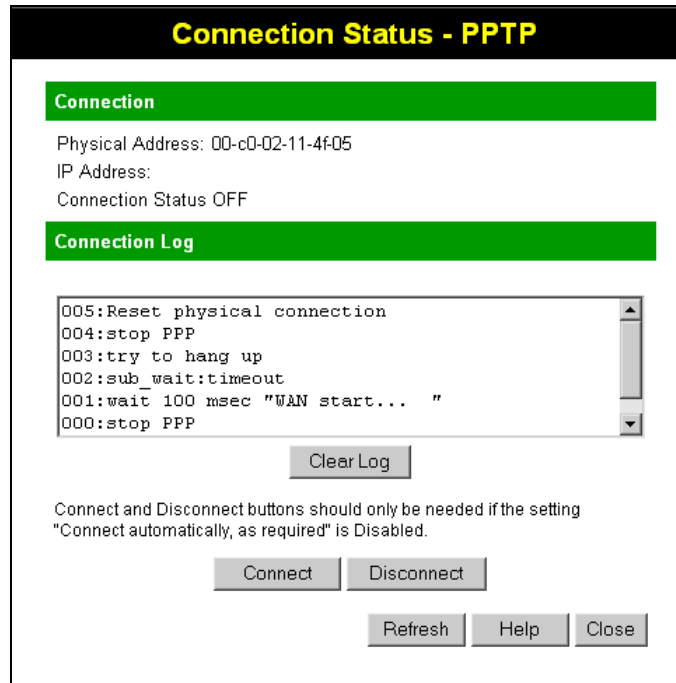 Connection Status - PPTP
Connection
Physical Address: 00-c0-02-11-4f-05
IP Address:
Connection Status OFF
Connection Log
005:Reset physical connection
004:stop PPP
003:try to hang up
002:sub_wait:timeout
001:wait 100 msec "WAN start...  "
000:stop PPP
Clear Log
Connect and Disconnect buttons should only be needed if the setting
"Connect automatically, as required" is Disabled.
Connect Disconnect
Refresh Help Close